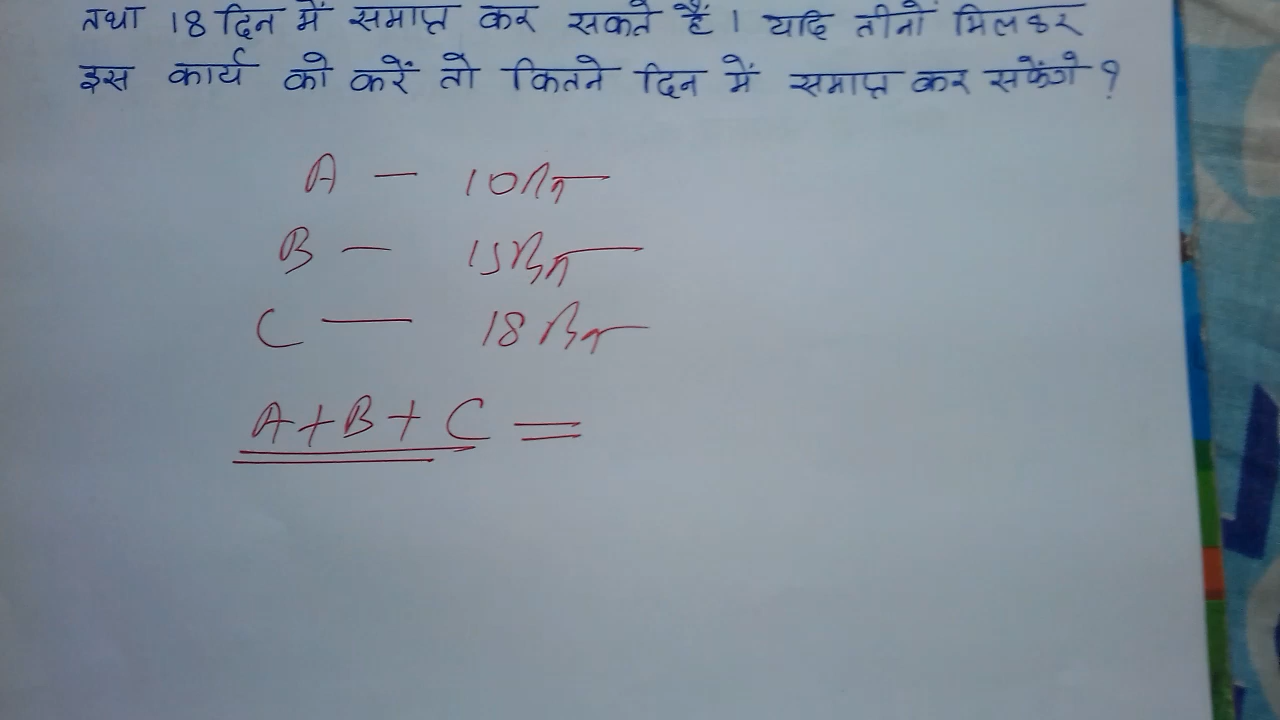 तथा 18 दिन में समाप्त कर सकते हैं । यदि तीनों मिलकर
इस कार्य को करें तो कितने दिन में समाप्त कर सकेंगे ?
A — 10 दिन
B — 15 दिन
C — 18 दिन
A + B + C =